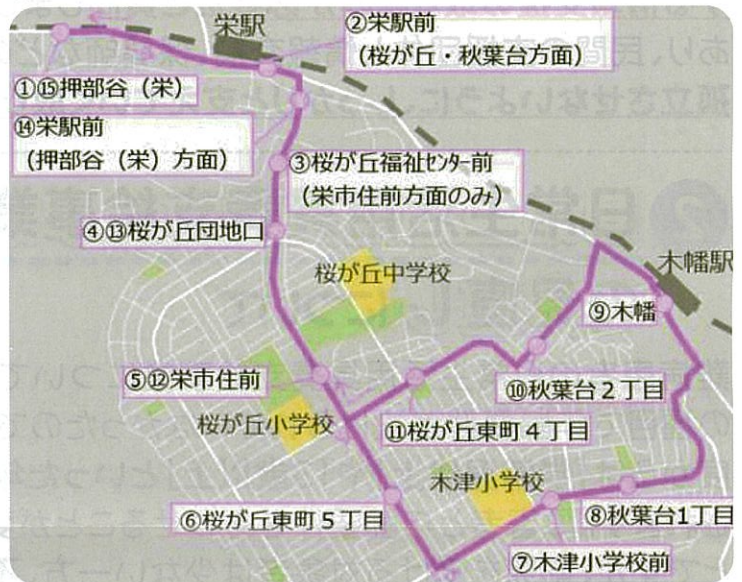 栄駅
②栄駅前
(桜が丘・秋葉台方面)
①⑮押部谷(栄)
⑭栄駅前
(押部谷(栄)方面)
③桜が丘福祉ｾﾝﾀｰ前
(栄市住前方面のみ)
④⑬桜が丘団地口
桜が丘中学校
木幡駅
⑨木幡
⑤⑫栄市住前
⑩秋葉台２丁目
桜が丘小学校
⑪桜が丘東町４丁目
木津小学校
⑥桜が丘東町５丁目
⑧秋葉台1丁目
⑦木津小学校前